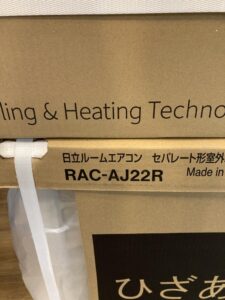 ling & Heating Techno
日立ルームエアコン セパレート形室外
RAC-AJ22R Made in
ひざあ